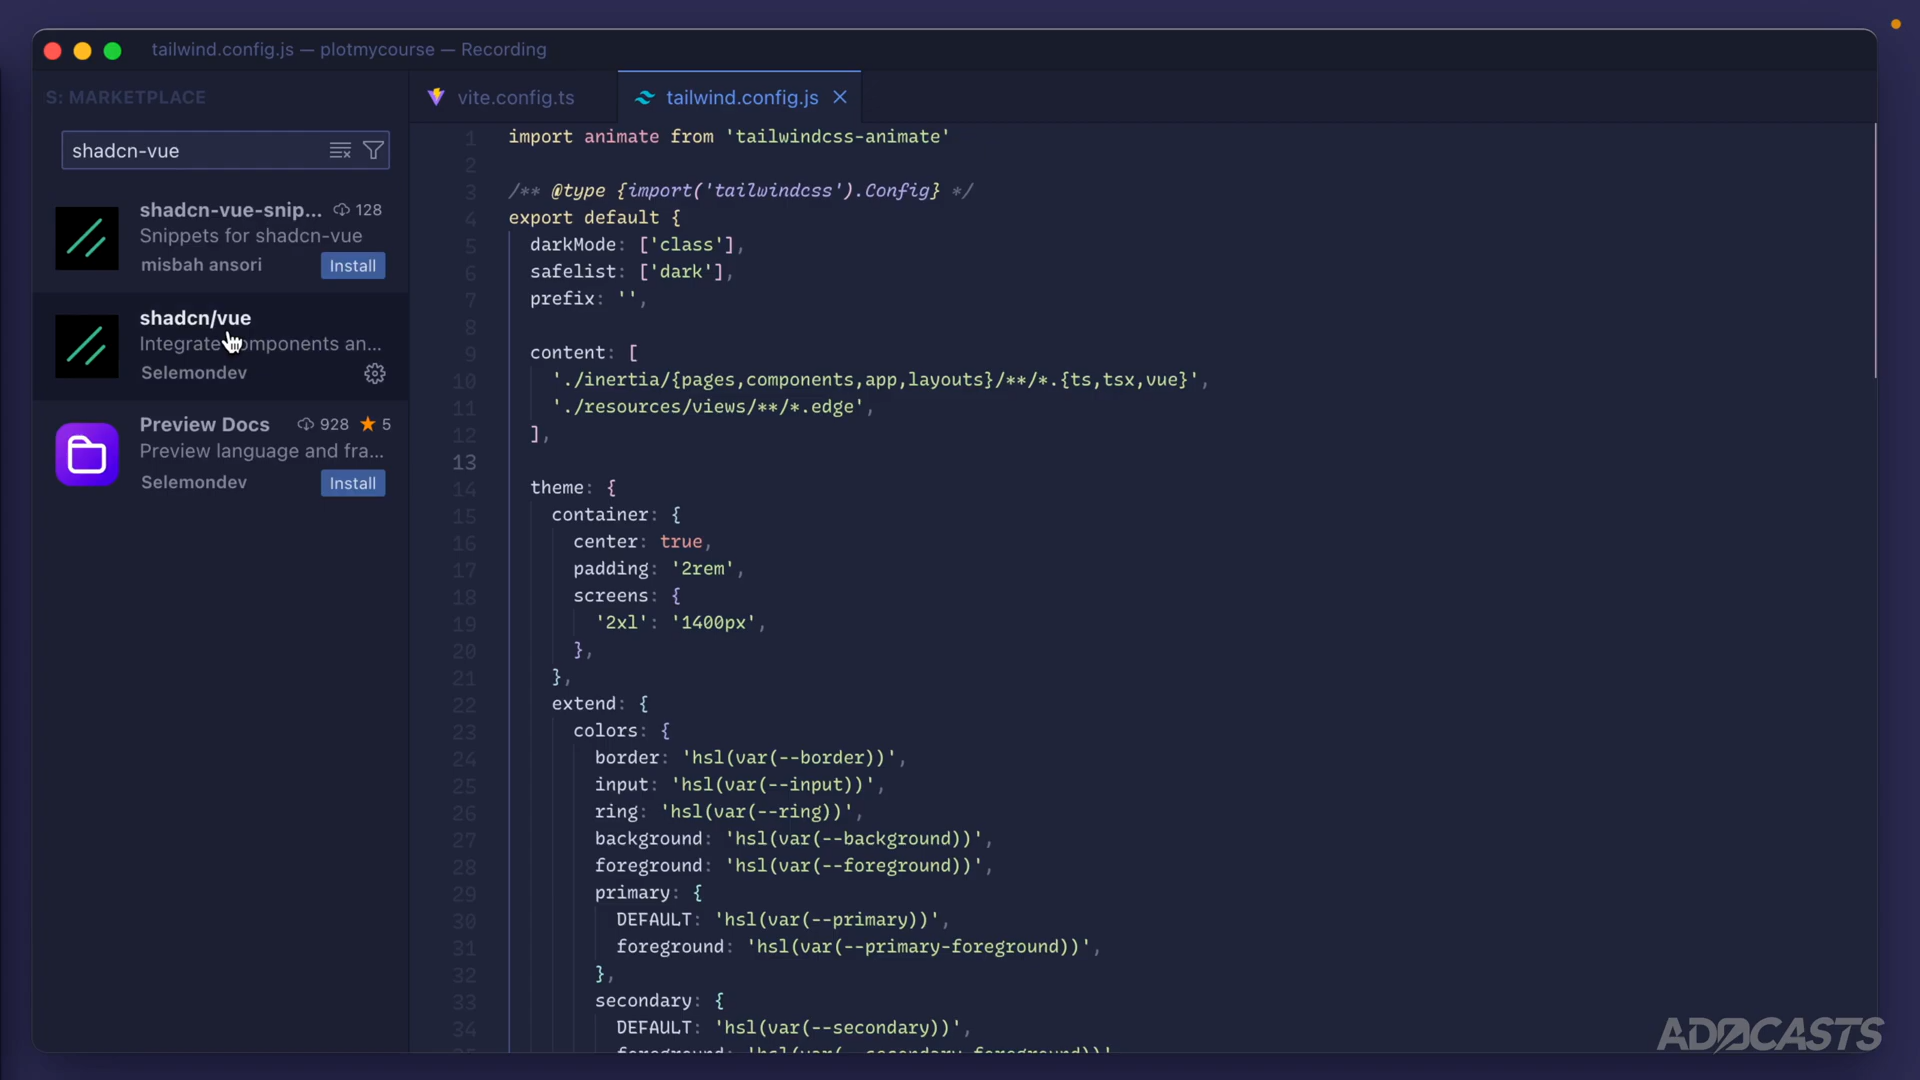 tailwind.config.js — plotmycourse — Recording
S: MARKETPLACE
shadcn-vue
shadcn-vue-snip... 128
Snippets for shadcn-vue
misbah ansori Install
shadcn/vue
Integrate omponents an...
Selemondev
Preview Docs 928 ★ 5
Preview language and fra...
Selemondev Install
vite.config.ts tailwind.config.js
1 import animate from 'tailwindcss-animate'
2
3 /** @type {import('tailwindcss').Config} */
4 export default {
5 darkMode: ['class'],
6 safelist: ['dark'],
7 prefix: '',
8
9 content: [
10 './inertia/{pages,components,app,layouts}/**/*.{ts,tsx,vue}',
11 './resources/views/**/*.edge',
12 ],
13
14 theme: {
15 container: {
16 center: true,
17 padding: '2rem',
18 screens: {
19 '2xl': '1400px',
20 },
21 },
22 extend: {
23 colors: {
24 border: 'hsl(var(--border))',
25 input: 'hsl(var(--input))',
26 ring: 'hsl(var(--ring))',
27 background: 'hsl(var(--background))',
28 foreground: 'hsl(var(--foreground))',
29 primary: {
30 DEFAULT: 'hsl(var(--primary))',
31 foreground: 'hsl(var(--primary-foreground))',
32 },
33 secondary: {
34 DEFAULT: 'hsl(var(--secondary))',
ADOCASTS